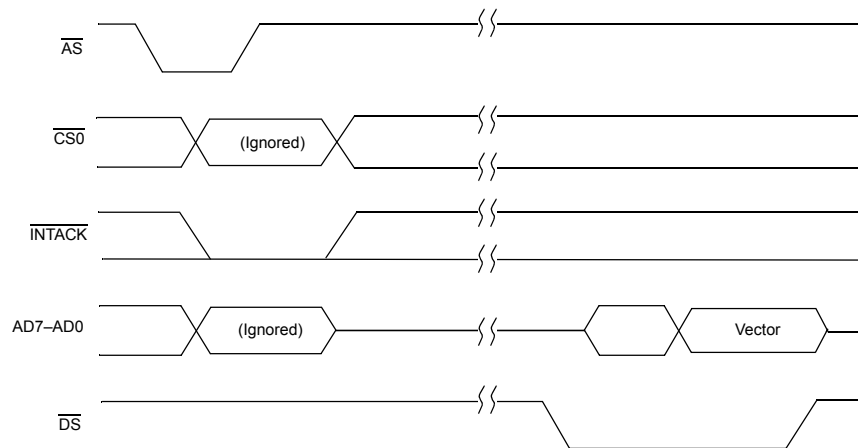 AS
CS0
(Ignored)
INTACK
AD7–AD0
(Ignored)
Vector
DS